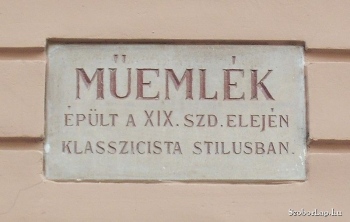 MŰEMLÉK
ÉPÜLT A XIX. SZD. ELEJÉN
KLASSZICISTA STILUSBAN.
Szoborlap.hu